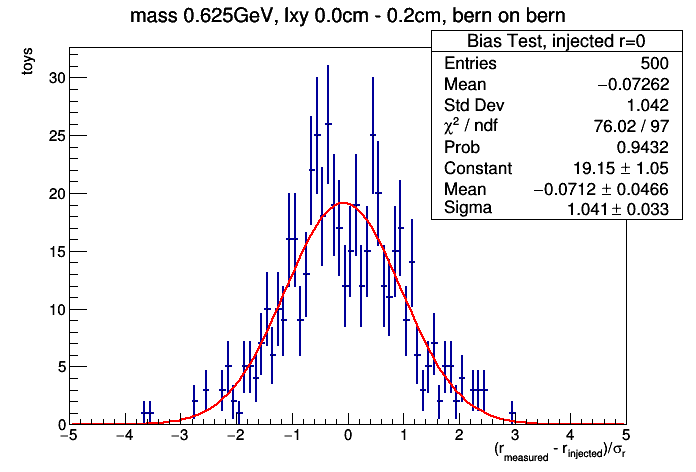 mass 0.625GeV, lxy 0.0cm - 0.2cm, bern on bern
toys
Bias Test, injected r=0
Entries 500
Mean −0.07262
Std Dev 1.042
χ² / ndf 76.02 / 97
Prob 0.9432
Constant 19.15 ± 1.05
Mean −0.0712 ± 0.0466
Sigma 1.041 ± 0.033
30
25
20
15
10
5
0
−5 −4 −3 −2 −1 0 1 2 3 4 5
(r_measured - r_injected)/σ_r